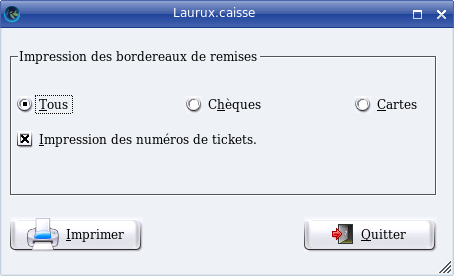 Laurux.caisse
Impression des bordereaux de remises
Tous Chèques Cartes
Impression des numéros de tickets.
Imprimer Quitter